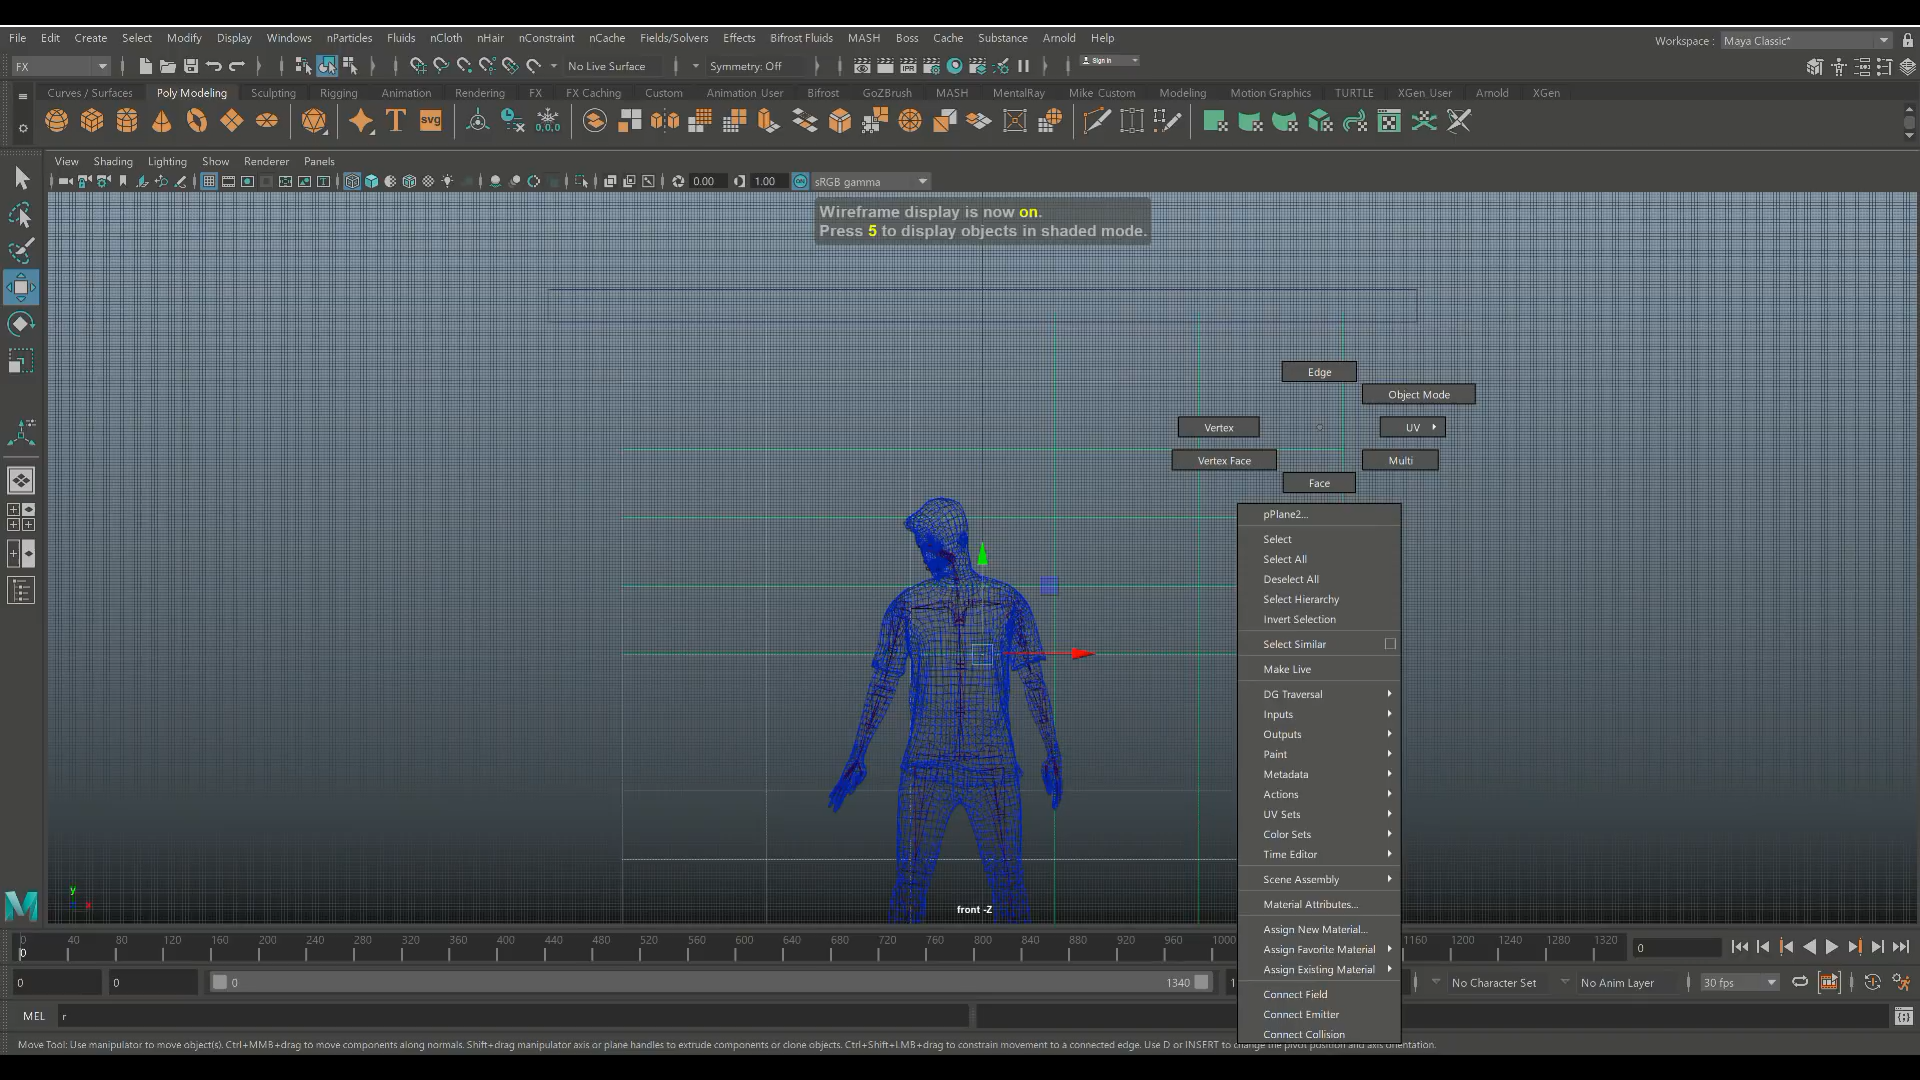 File Edit Create Select Modify Display Windows nParticles Fluids nCloth nHair nConstraint nCache Fields/Solvers Effects Bifrost Fluids MASH Boss Cache Substance Arnold Help
Workspace : Maya Classic*
FX No Live Surface Symmetry: Off Sign In
Curves / Surfaces Poly Modeling Sculpting Rigging Animation Rendering FX FX Caching Custom Animation_User Bifrost GoZBrush MASH MentalRay Mike_Custom Modeling Motion Graphics TURTLE XGen_User Arnold XGen
View Shading Lighting Show Renderer Panels
0.00 1.00 sRGB gamma
Wireframe display is now on.
Press 5 to display objects in shaded mode.
Edge
Object Mode
Vertex UV
Vertex Face Multi
Face
pPlane2...
Select
Select All
Deselect All
Select Hierarchy
Invert Selection
Select Similar
Make Live
DG Traversal
Inputs
Outputs
Paint
Metadata
Actions
UV Sets
Color Sets
Time Editor
Scene Assembly
Material Attributes...
Assign New Material...
Assign Favorite Material
Assign Existing Material
Connect Field
Connect Emitter
Connect Collision
y
x
front -Z
0 40 80 120 160 200 240 280 320 360 400 440 480 520 560 600 640 680 720 760 800 840 880 920 960 1000 1160 1200 1240 1280 1320
0 0
0 0 0 1340 1 No Character Set No Anim Layer 30 fps
MEL r
Move Tool: Use manipulator to move object(s). Ctrl+MMB+drag to move components along normals. Shift+drag manipulator axis or plane handles to extrude components or clone objects. Ctrl+Shift+LMB+drag to constrain movement to a connected edge. Use D or INSERT to change the pivot position and axis orientation.